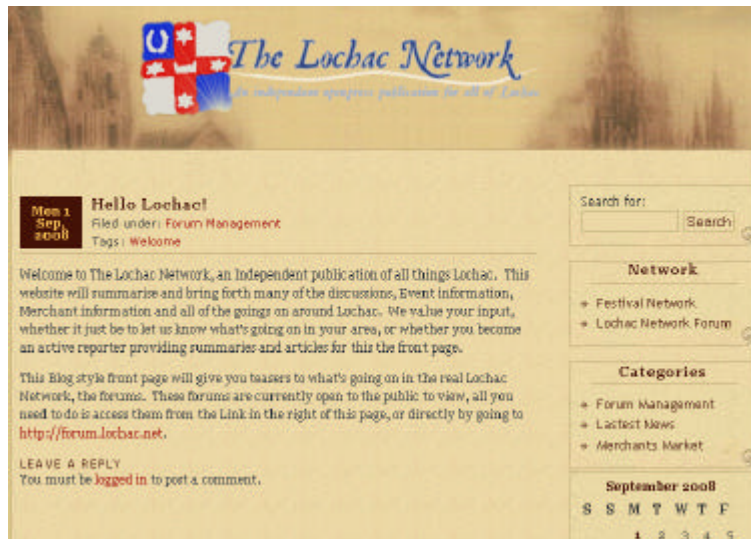 The Lochac Network
Mon 1
Sep,
2008
Hello Lochac!
Filed under: Forum Management
Tags: Welcome
Welcome to The Lochac Network, an Independent publication of all things Lochac. This
website will summarise and bring forth many of the discussions, Event information,
Merchant information and all of the goings on around Lochac. We value your input,
whether it just be to let us know what's going on in your area, or whether you become
an active reporter providing summaries and articles for this the front page.
This Blog style front page will give you teasers to what's going on in the real Lochac
Network, the forums. These forums are currently open to the public to view, all you
need to do is access them from the Link in the right of this page, or directly by going to
http://forum.lochac.net.
LEAVE A REPLY
You must be logged in to post a comment.
Search for:
Search
Network
Festival Network
Lochac Network Forum
Categories
Forum Management
Lastest News
Merchants Market
September 2008
S S M T W T F
1 2 3 4 5